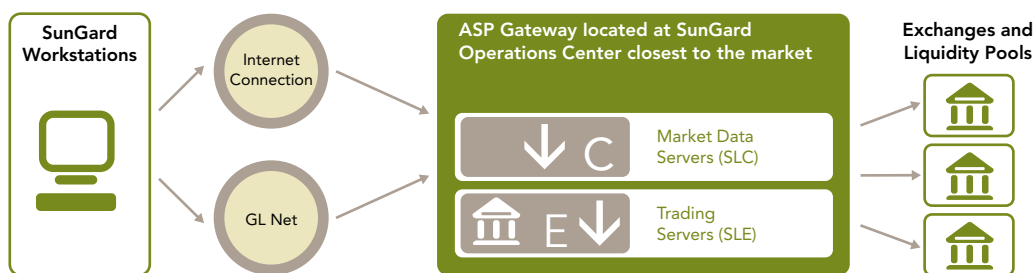 SunGard
Workstations
Internet
Connection
GL Net
ASP Gateway located at SunGard
Operations Center closest to the market
C
Market Data
Servers (SLC)
E
Trading
Servers (SLE)
Exchanges and
Liquidity Pools